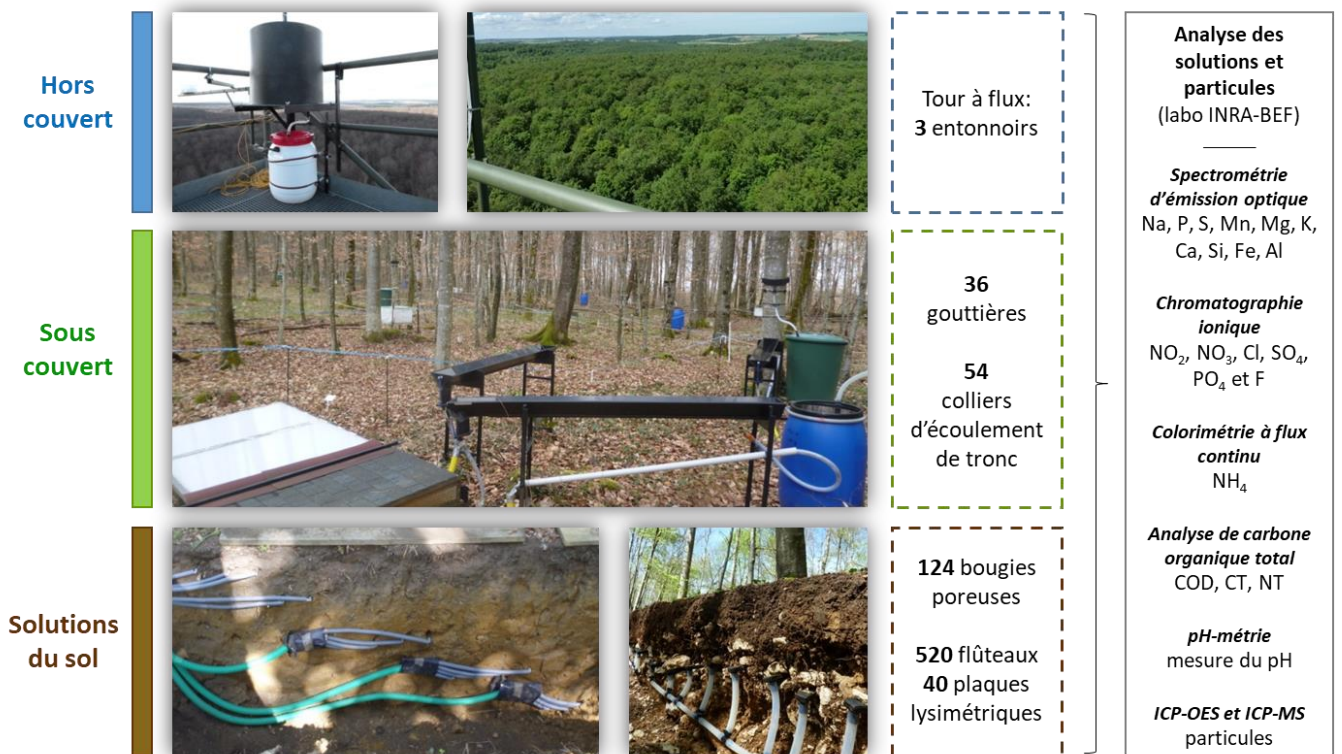 Hors
couvert
Tour à flux:
3 entonnoirs
Sous
couvert
36
gouttières
54
colliers
d'écoulement
de tronc
Solutions
du sol
124 bougies
poreuses
520 flûteaux
40 plaques
lysimétriques
Analyse des
solutions et
particules
(labo INRA-BEF)
Spectrométrie
d'émission optique
Na, P, S, Mn, Mg, K,
Ca, Si, Fe, Al
Chromatographie
ionique
NO₂, NO₃, Cl, SO₄,
PO₄ et F
Colorimétrie à flux
continu
NH₄
Analyse de carbone
organique total
COD, CT, NT
pH-métrie
mesure du pH
ICP-OES et ICP-MS
particules